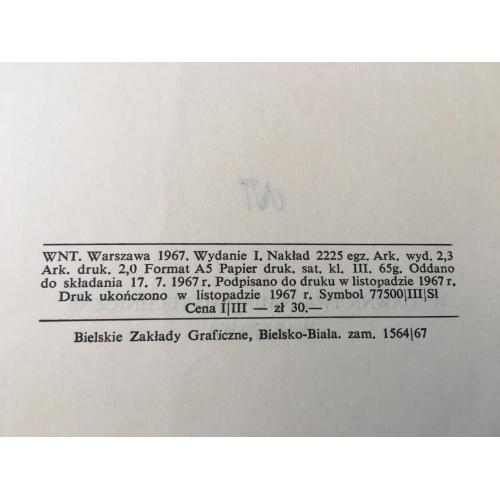 WNT. Warszawa 1967. Wydanie I. Nakład 2225 egz. Ark. wyd. 2,3
Ark. druk. 2,0 Format A5 Papier druk. sat. kl. III. 65g. Oddano
do składania 17. 7. 1967 r. Podpisano do druku w listopadzie 1967 r.
Druk ukończono w listopadzie 1967 r. Symbol 77500|III|Sł
Cena I|III — zł 30.—
Bielskie Zakłady Graficzne, Bielsko-Biała. zam. 1564|67